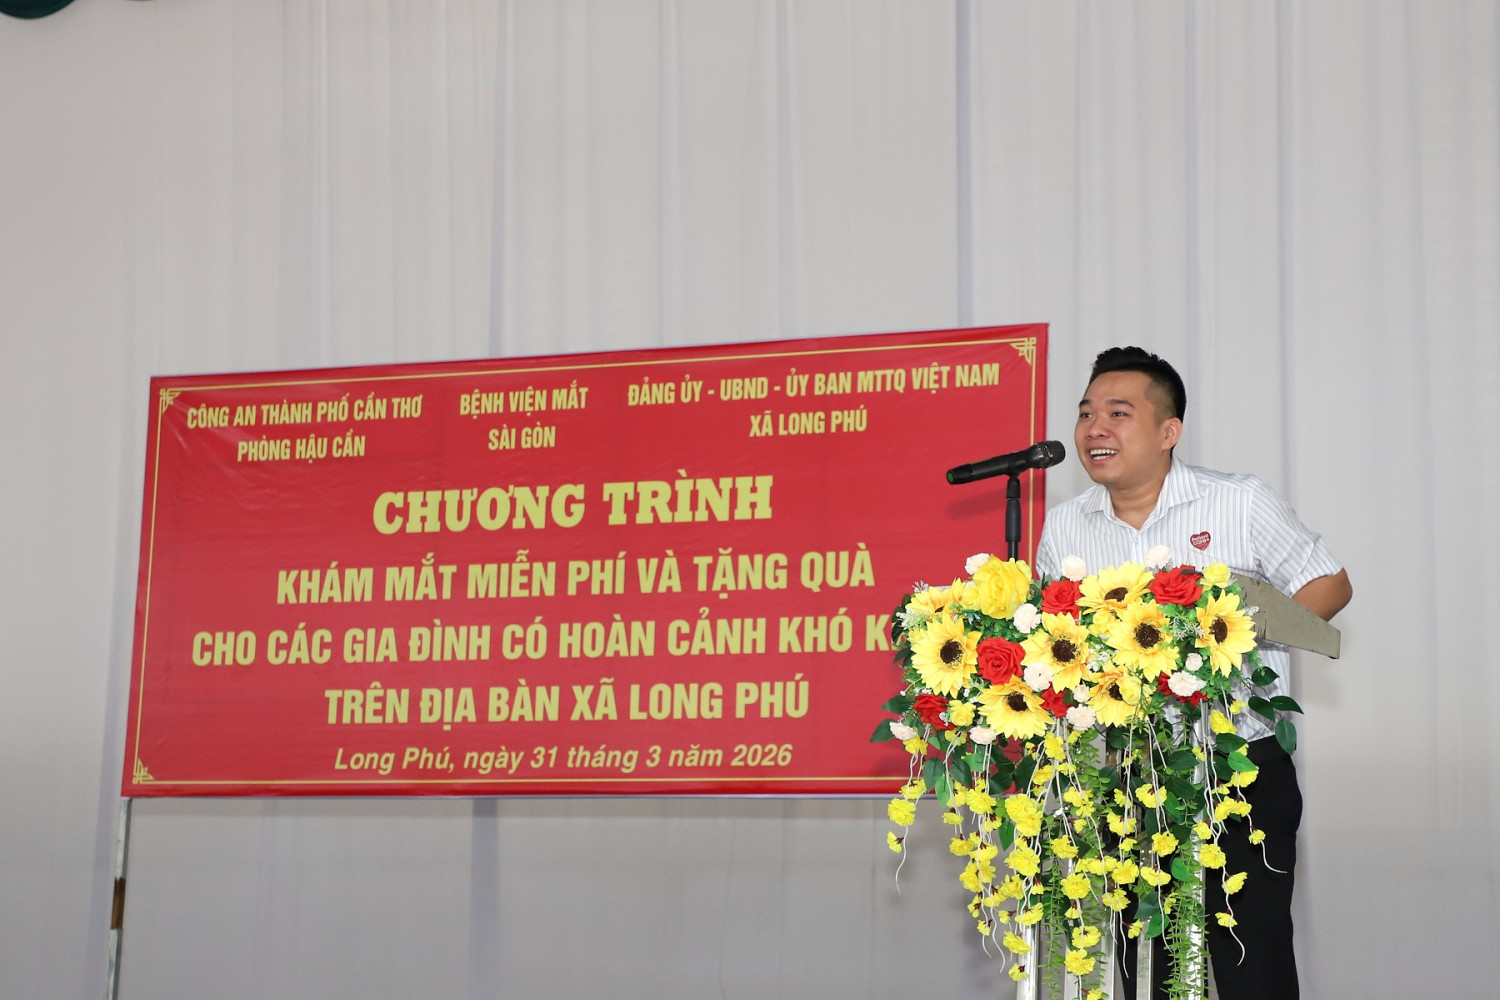 CÔNG AN THÀNH PHỐ CẦN THƠ
PHÒNG HẬU CẦN
BỆNH VIỆN MẮT
SÀI GÒN
ĐẢNG ỦY - UBND - ỦY BAN MTTQ VIỆT NAM
XÃ LONG PHÚ
CHƯƠNG TRÌNH
KHÁM MẮT MIỄN PHÍ VÀ TẶNG QUÀ
CHO CÁC GIA ĐÌNH CÓ HOÀN CẢNH KHÓ K
TRÊN ĐỊA BÀN XÃ LONG PHÚ
Long Phú, ngày 31 tháng 3 năm 2026